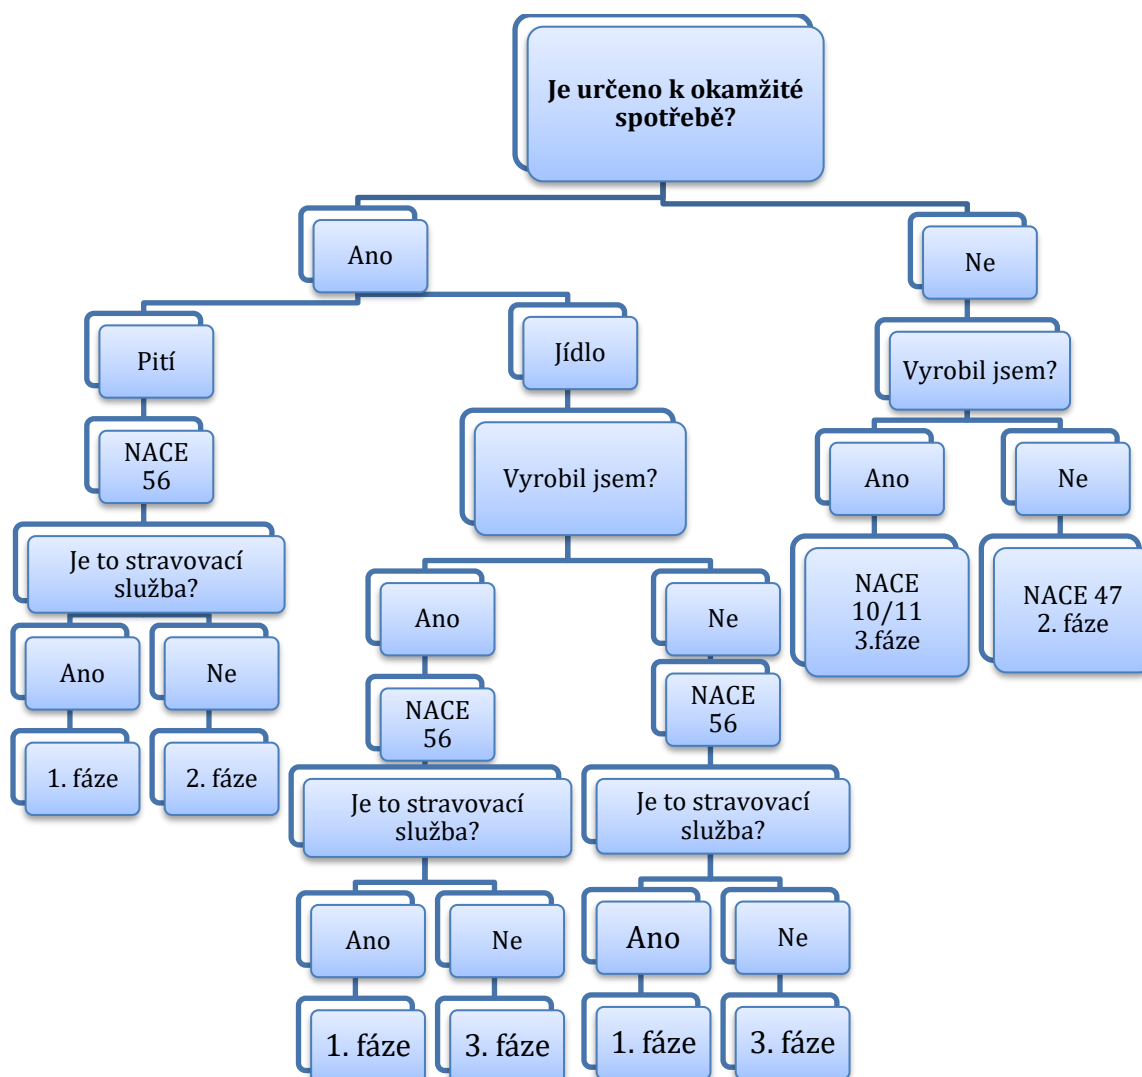 Je určeno k okamžité
spotřebě?
Ano
Ne
Pití
Jídlo
Vyrobil jsem?
NACE
56
Vyrobil jsem?
Ano
Ne
Je to stravovací
služba?
NACE
10/11
3.fáze
NACE 47
2. fáze
Ano
Ne
Ano
Ne
NACE
56
NACE
56
1. fáze
2. fáze
Je to stravovací
služba?
Je to stravovací
služba?
Ano
Ne
Ano
Ne
1. fáze
3. fáze
1. fáze
3. fáze